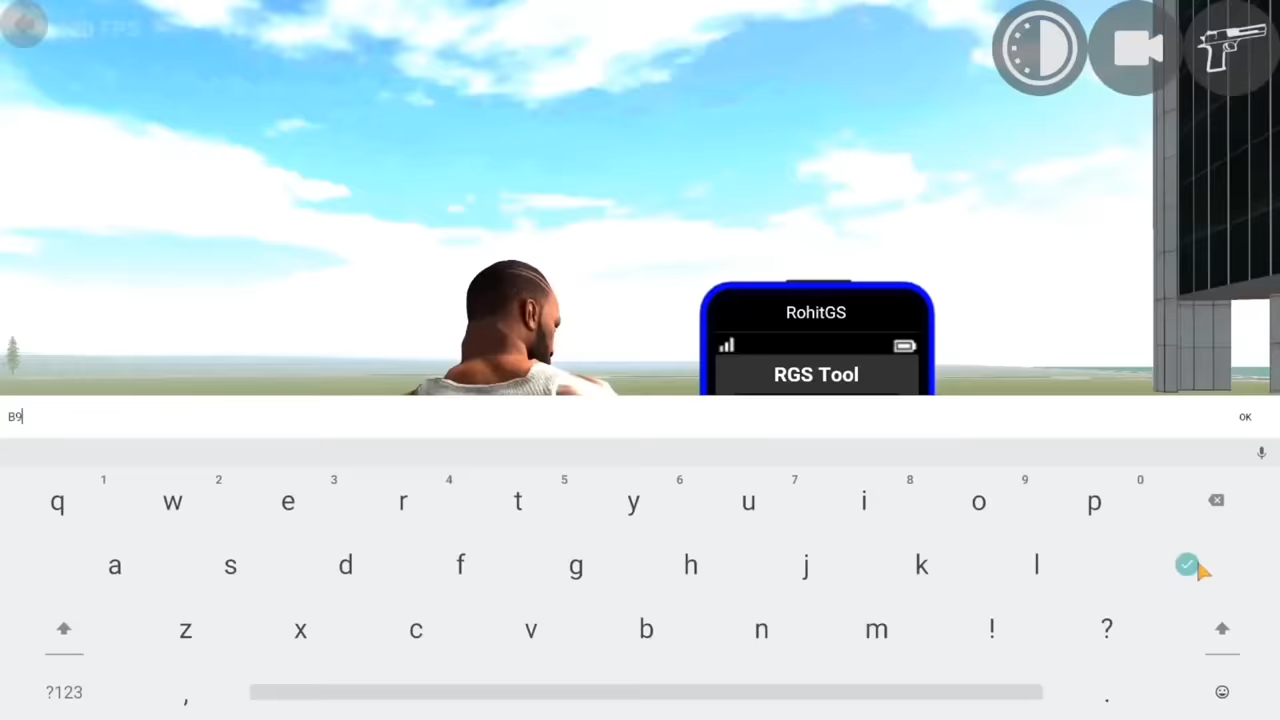 RohitGS
RGS Tool
B9
OK
1 2 3 4 5 6 7 8 9 0
q w e r t y u i o p
a s d f g h j k l
z x c v b n m ! ?
?123 , .